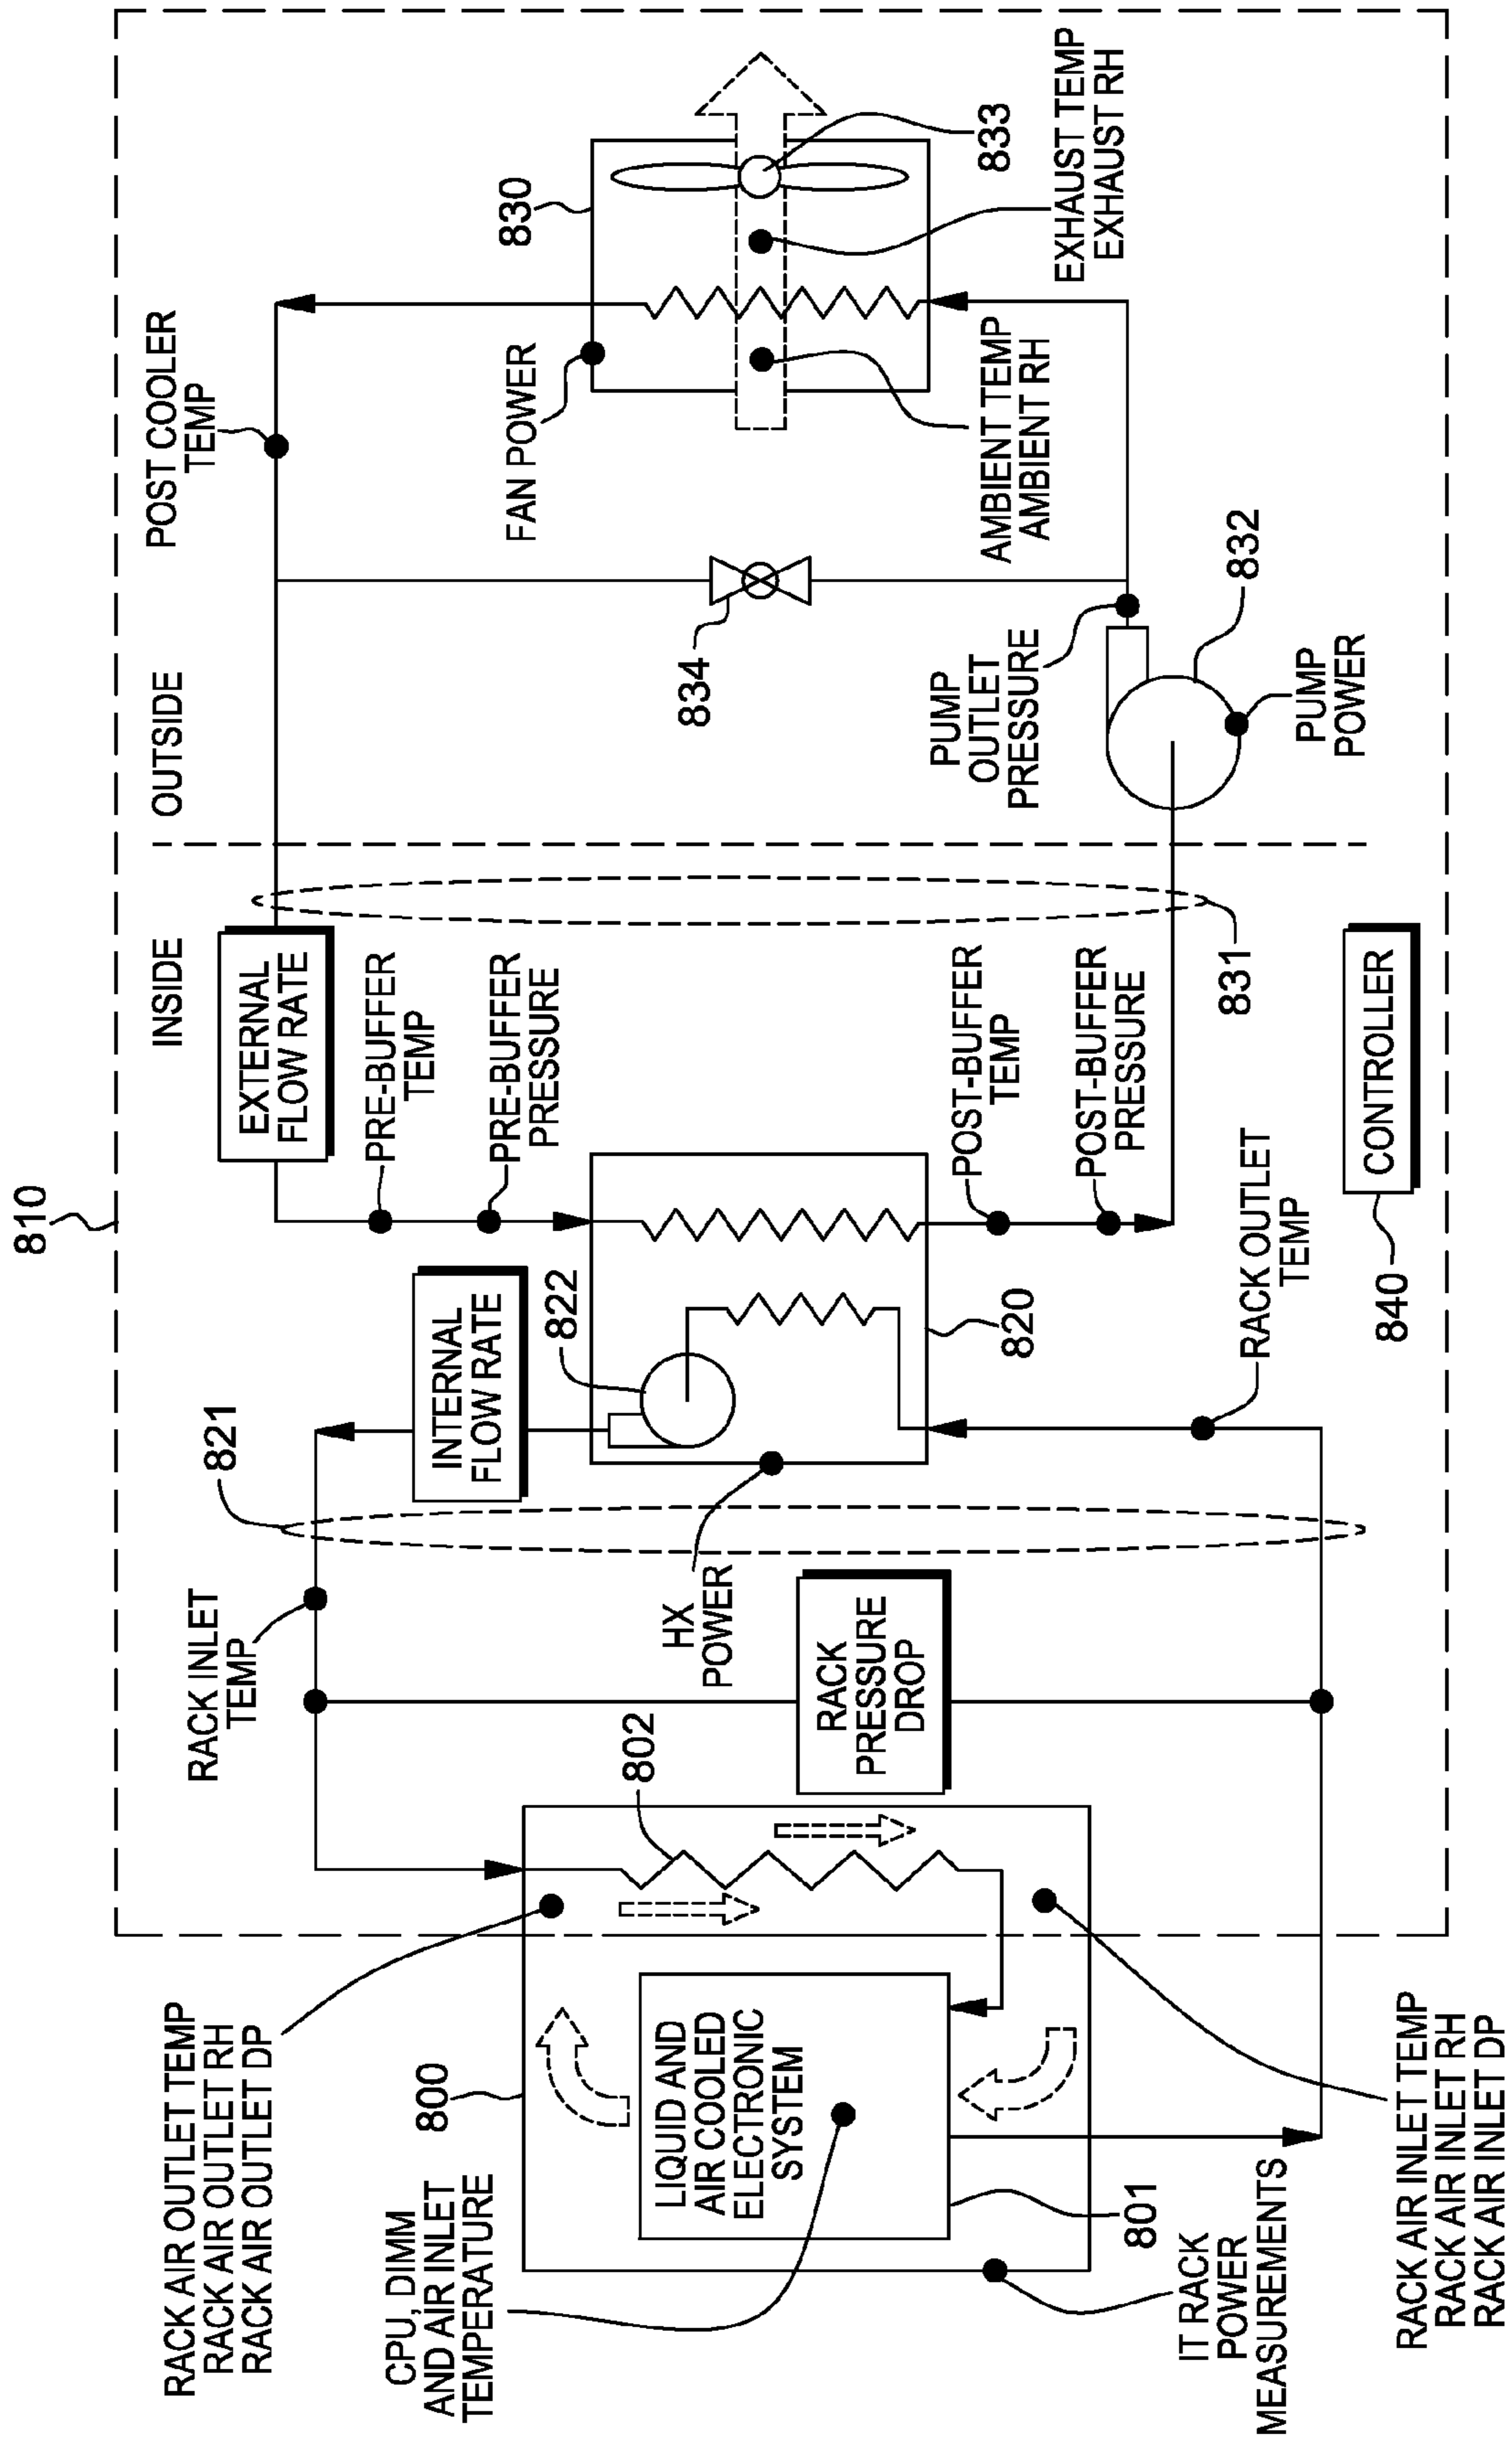 810
INSIDE
OUTSIDE
POST COOLER
TEMP
EXTERNAL
FLOW RATE
PRE-BUFFER
TEMP
PRE-BUFFER
PRESSURE
FAN POWER
830
833
EXHAUST TEMP
EXHAUST RH
AMBIENT TEMP
AMBIENT RH
834
PUMP
OUTLET
PRESSURE
832
PUMP
POWER
831
POST-BUFFER
TEMP
POST-BUFFER
PRESSURE
CONTROLLER
840
822
820
INTERNAL
FLOW RATE
821
HX
POWER
RACK OUTLET
TEMP
RACK INLET
TEMP
RACK
PRESSURE
DROP
802
800
LIQUID AND
AIR COOLED
ELECTRONIC
SYSTEM
801
RACK AIR OUTLET TEMP
RACK AIR OUTLET RH
RACK AIR OUTLET DP
CPU, DIMM
AND AIR INLET
TEMPERATURE
IT RACK
POWER
MEASUREMENTS
RACK AIR INLET TEMP
RACK AIR INLET RH
RACK AIR INLET DP